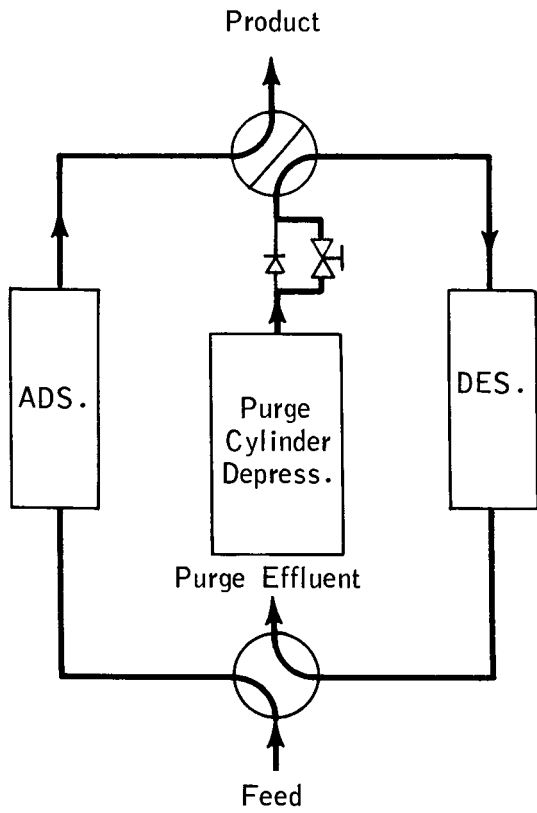 Product
ADS.
Purge
Cylinder
Depress.
DES.
Purge Effluent
Feed